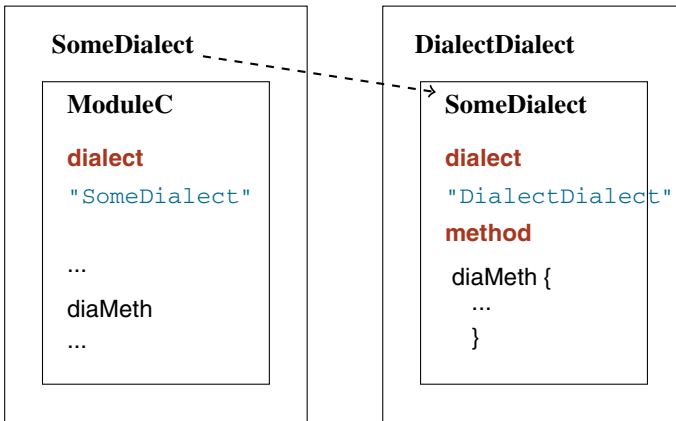 SomeDialect
ModuleC
dialect
"SomeDialect"
...
diaMeth
...
DialectDialect
SomeDialect
dialect
"DialectDialect"
method
diaMeth {
...
}